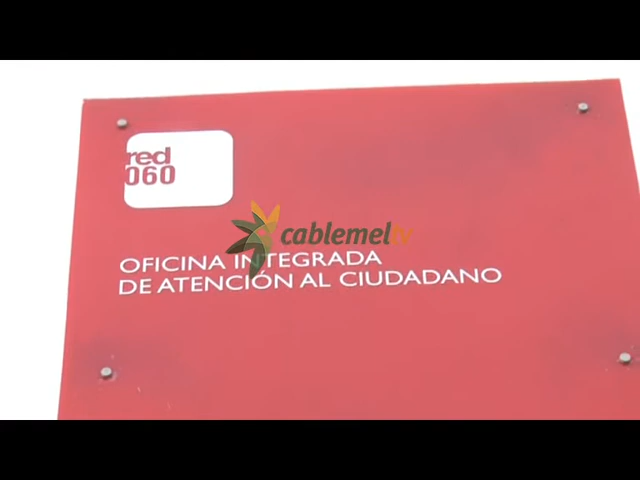 red
060
cablemeltv
OFICINA INTEGRADA
DE ATENCIÓN AL CIUDADANO